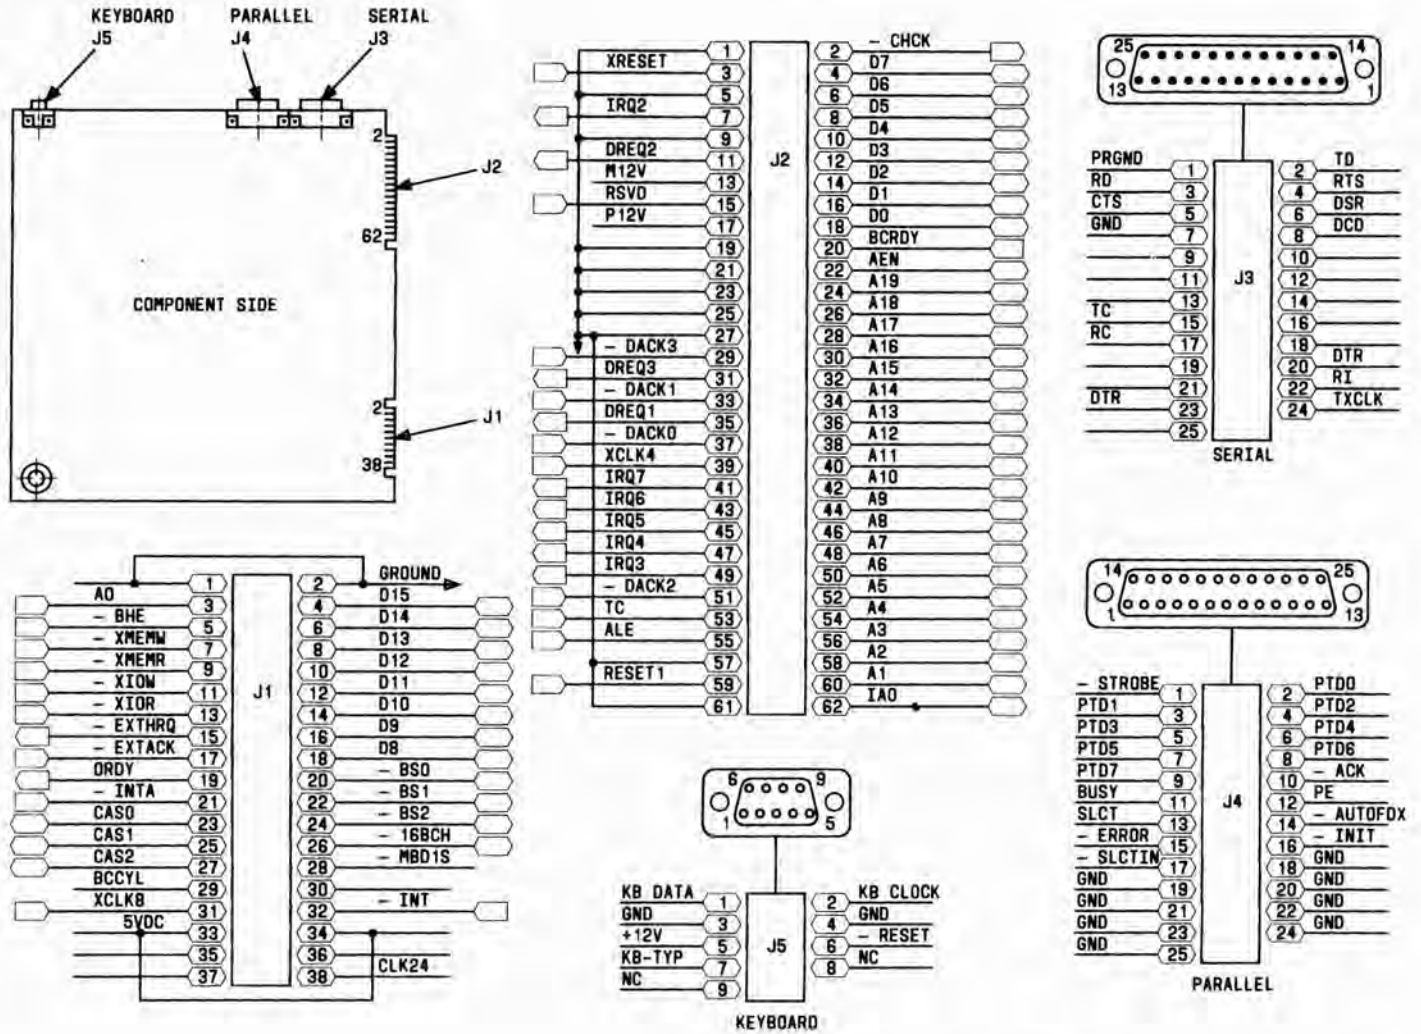 KEYBOARD PARALLEL SERIAL
J5 J4 J3
2
J2
62
COMPONENT SIDE
2
J1
38
J2
1 2 - CHCK
XRESET 3 4 D7
5 6 D6
IRQ2 7 8 D5
9 10 D4
DREQ2 11 12 D3
M12V 13 14 D2
RSVD 15 16 D1
P12V 17 18 D0
19 20 BCRDY
21 22 AEN
23 24 A19
25 26 A18
27 28 A17
- DACK3 29 30 A16
DREQ3 31 32 A15
- DACK1 33 34 A14
DREQ1 35 36 A13
- DACK0 37 38 A12
XCLK4 39 40 A11
IRQ7 41 42 A10
IRQ6 43 44 A9
IRQ5 45 46 A8
IRQ4 47 48 A7
IRQ3 49 50 A6
- DACK2 51 52 A5
TC 53 54 A4
ALE 55 56 A3
57 58 A2
RESET1 59 60 A1
61 62 IA0
25 14
13 1
J3
PRGND 1 2 TD
RD 3 4 RTS
CTS 5 6 DSR
GND 7 8 DCD
9 10
11 12
13 14
TC 15 16
RC 17 18
19 20 DTR
21 22 RI
DTR 23 24 TXCLK
25
SERIAL
J1
1 2 GROUND
A0 3 4 D15
- BHE 5 6 D14
- XMEMW 7 8 D13
- XMEMR 9 10 D12
- XIOW 11 12 D11
- XIOR 13 14 D10
- EXTHRQ 15 16 D9
- EXTACK 17 18 D8
ORDY 19 20 - BS0
- INTA 21 22 - BS1
CAS0 23 24 - BS2
CAS1 25 26 - 16BCH
CAS2 27 28 - MBD1S
BCCYL 29 30
XCLK8 31 32 - INT
5VDC 33 34
35 36
37 38 CLK24
6 9
1 5
J5
KB DATA 1 2 KB CLOCK
GND 3 4 GND
+12V 5 6 - RESET
KB-TYP 7 8 NC
NC 9
KEYBOARD
14 25
1 13
J4
- STROBE 1 2 PTD0
PTD1 3 4 PTD2
PTD3 5 6 PTD4
PTD5 7 8 PTD6
PTD7 9 10 - ACK
BUSY 11 12 PE
SLCT 13 14 - AUTOFDX
- ERROR 15 16 - INIT
- SLCTIN 17 18 GND
GND 19 20 GND
GND 21 22 GND
GND 23 24 GND
GND 25
PARALLEL